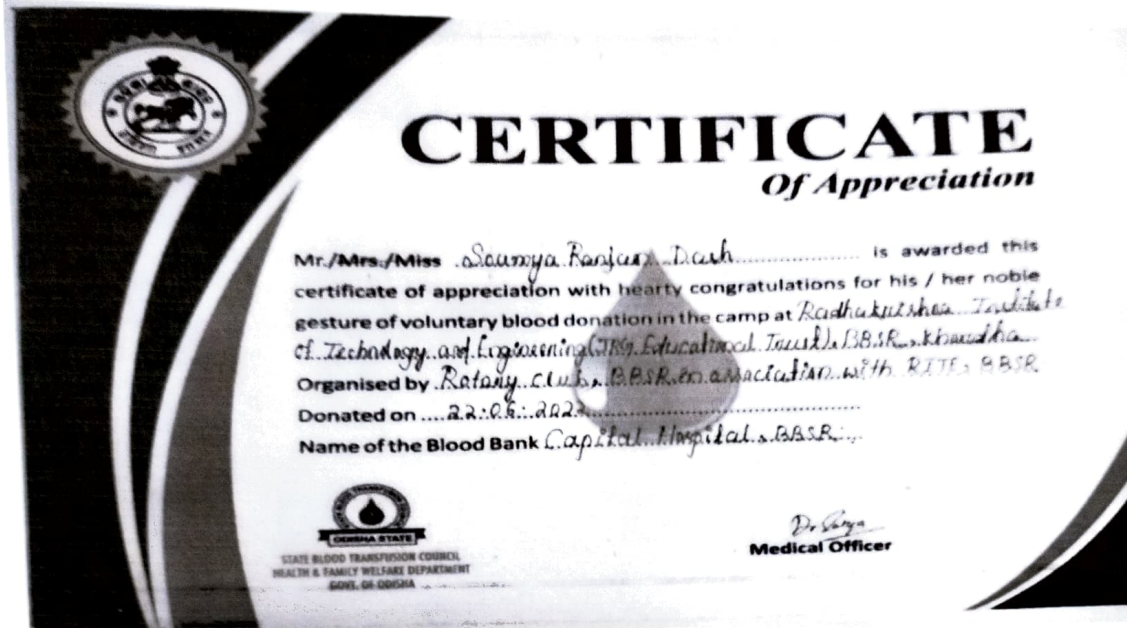 CERTIFICATE
Of Appreciation
Mr./Mrs./Miss Soumya Ranjan Dash is awarded this
certificate of appreciation with hearty congratulations for his / her noble
gesture of voluntary blood donation in the camp at Radhakrishna Institute
of Technology and Engineering (JRG Educational Trust), BBSR, Khurdha
Organised by Rotary Club, BBSR in association with RITE, BBSR
Donated on ....22.06.2022
Name of the Blood Bank Capital Hospital, BBSR
ODISHA STATE
STATE BLOOD TRANSFUSION COUNCIL
HEALTH & FAMILY WELFARE DEPARTMENT
GOVT. OF ODISHA
Medical Officer